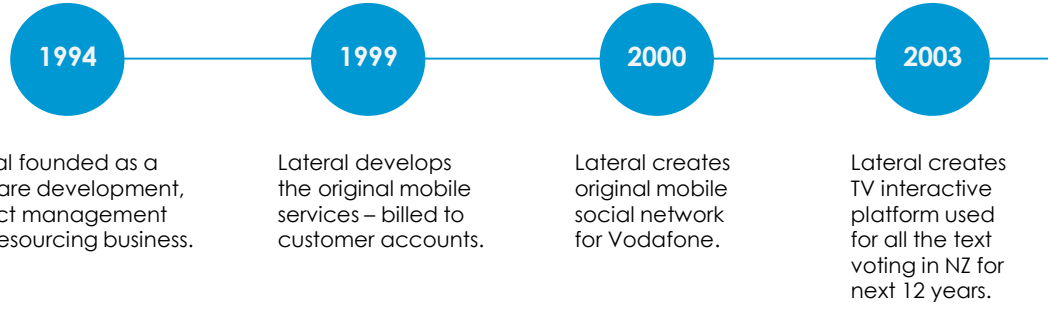 1994
1999
2000
2003
al founded as a
are development,
ct management
esourcing business.
Lateral develops
the original mobile
services – billed to
customer accounts.
Lateral creates
original mobile
social network
for Vodafone.
Lateral creates
TV interactive
platform used
for all the text
voting in NZ for
next 12 years.